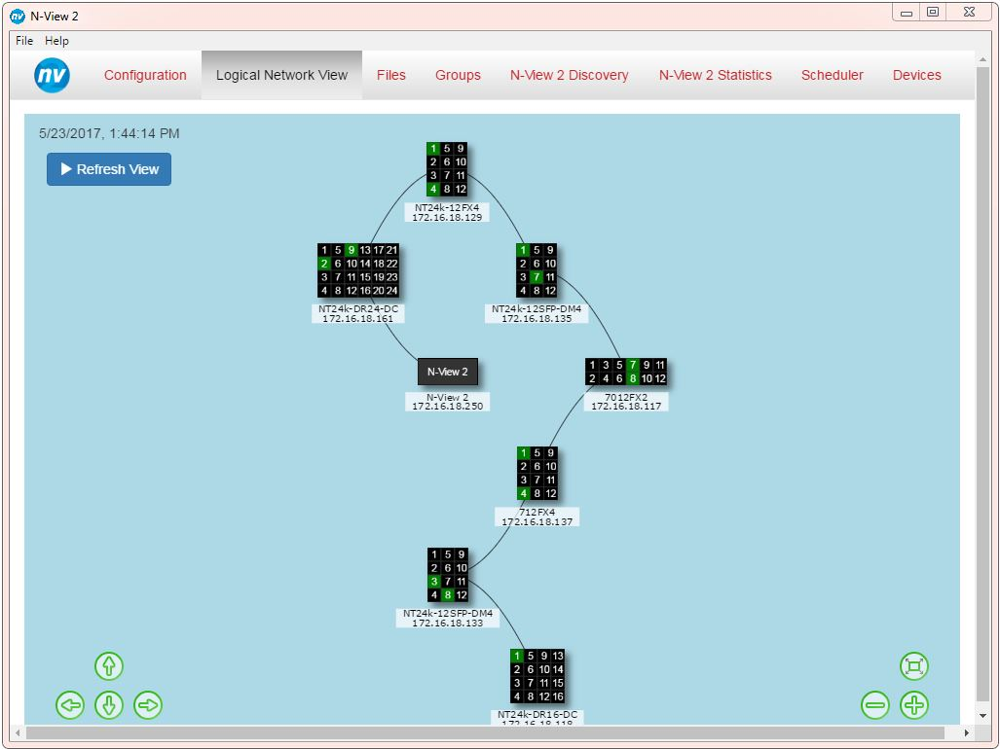 N-View 2
File Help
nv Configuration Logical Network View Files Groups N-View 2 Discovery N-View 2 Statistics Scheduler Devices
5/23/2017, 1:44:14 PM
Refresh View
1 5 9
2 6 10
3 7 11
4 8 12
NT24k-12FX4
172.16.18.129
1 5 9 13 17 21
2 6 10 14 18 22
3 7 11 15 19 23
4 8 12 16 20 24
NT24k-DR24-DC
172.16.18.161
1 5 9
2 6 10
3 7 11
4 8 12
NT24k-12SFP-DM4
172.16.18.135
N-View 2
N-View 2
172.16.18.250
1 3 5 7 9 11
2 4 6 8 10 12
7012FX2
172.16.18.117
1 5 9
2 6 10
3 7 11
4 8 12
712FX4
172.16.18.137
1 5 9
2 6 10
3 7 11
4 8 12
NT24k-12SFP-DM4
172.16.18.133
1 5 9 13
2 6 10 14
3 7 11 15
4 8 12 16
NT24k-DR16-DC
172.16.18.118